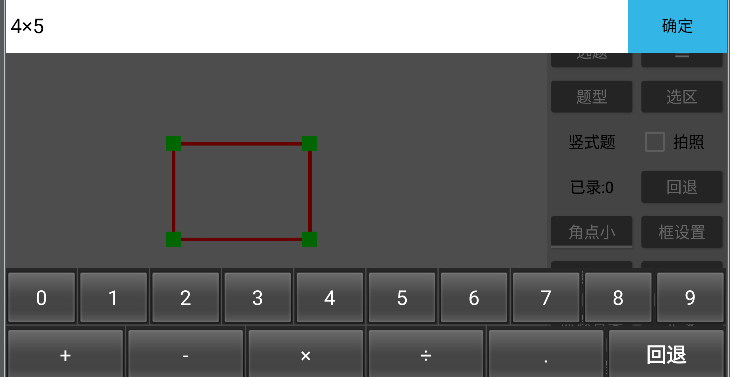 4×5 确定
题型 选区
竖式题 拍照
已录:0 回退
角点小 框设置
0 1 2 3 4 5 6 7 8 9
+ - × ÷ . 回退